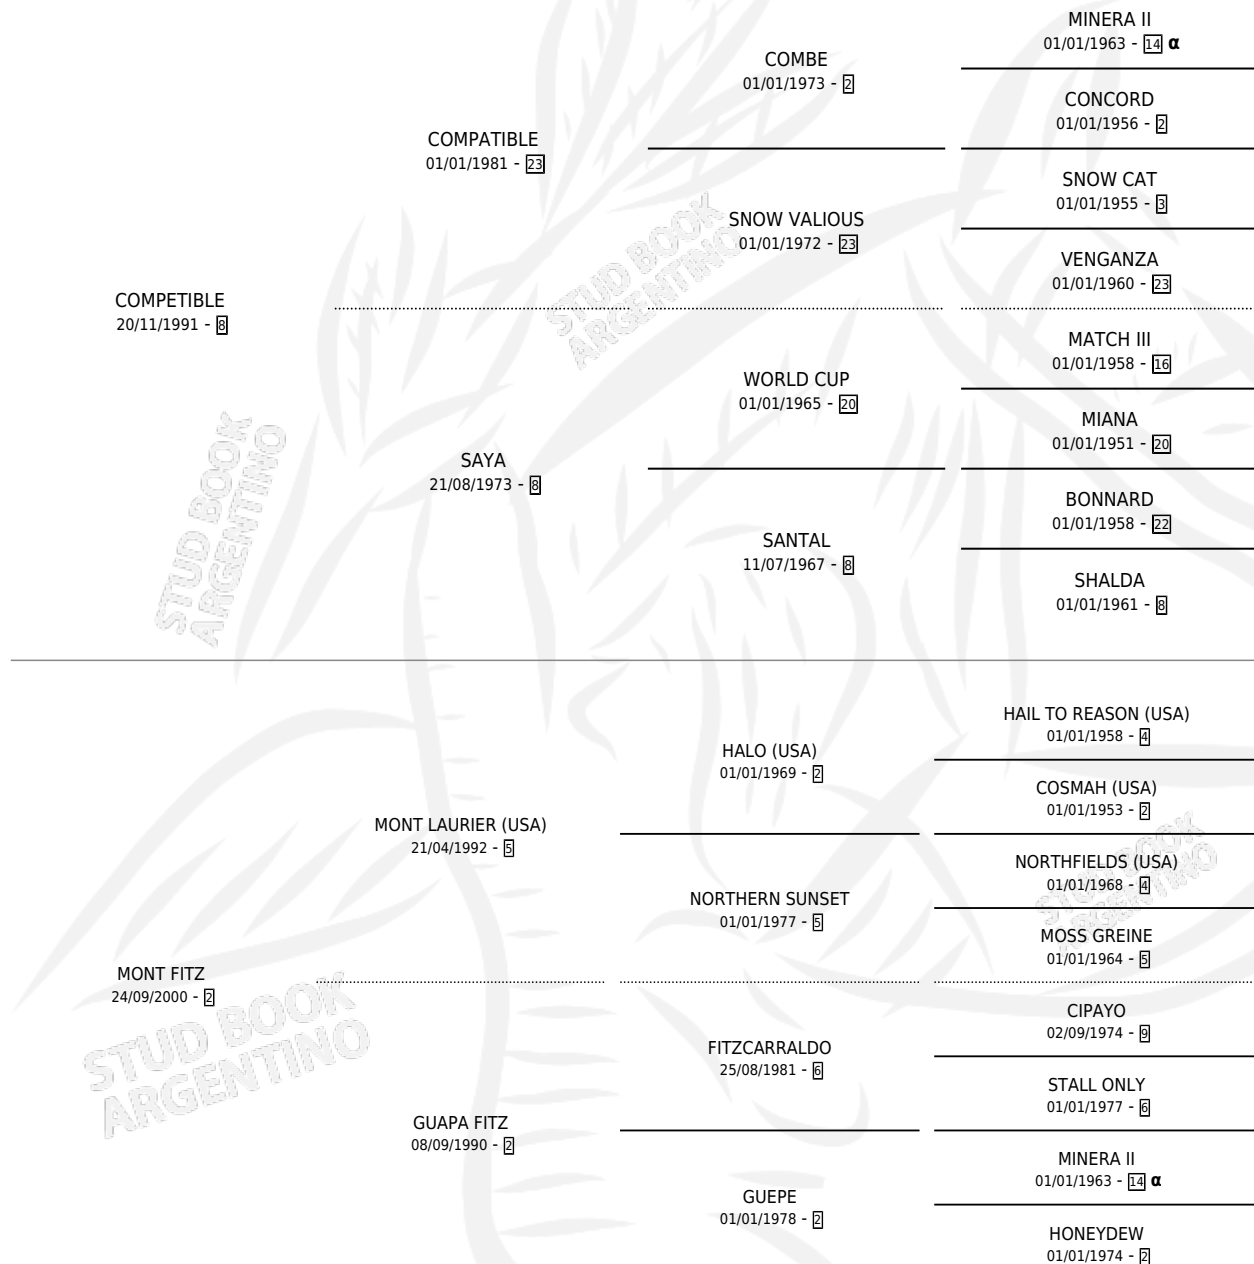 MINERA II
01/01/1963 - 14 α
COMBE
01/01/1973 - 2
CONCORD
01/01/1956 - 2
COMPATIBLE
01/01/1981 - 23
SNOW CAT
01/01/1955 - 3
SNOW VALIOUS
01/01/1972 - 23
VENGANZA
01/01/1960 - 23
COMPETIBLE
20/11/1991 - 8
MATCH III
01/01/1958 - 16
WORLD CUP
01/01/1965 - 20
MIANA
01/01/1951 - 20
SAYA
21/08/1973 - 8
BONNARD
01/01/1958 - 22
SANTAL
11/07/1967 - 8
SHALDA
01/01/1961 - 8
HAIL TO REASON (USA)
01/01/1958 - 4
HALO (USA)
01/01/1969 - 2
COSMAH (USA)
01/01/1953 - 2
MONT LAURIER (USA)
21/04/1992 - 5
NORTHFIELDS (USA)
01/01/1968 - 4
NORTHERN SUNSET
01/01/1977 - 5
MOSS GREINE
01/01/1964 - 5
MONT FITZ
24/09/2000 - 2
CIPAYO
02/09/1974 - 9
FITZCARRALDO
25/08/1981 - 6
STALL ONLY
01/01/1977 - 6
GUAPA FITZ
08/09/1990 - 2
MINERA II
01/01/1963 - 14 α
GUEPE
01/01/1978 - 2
HONEYDEW
01/01/1974 - 2
STUD BOOK
ARGENTINO
STUD BOOK
ARGENTINO
STUD BOOK
ARGENTINO
STUD BOOK
ARGENTINO